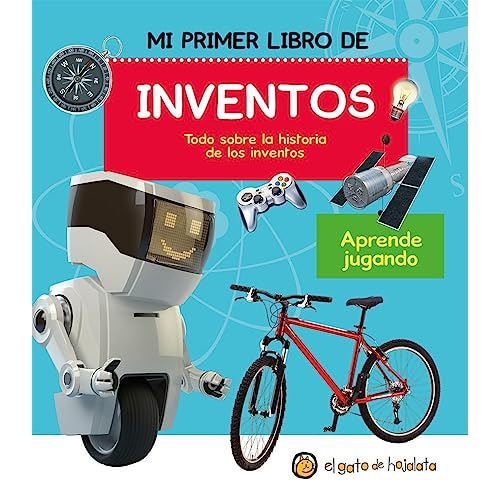 MI PRIMER LIBRO DE
INVENTOS
Todo sobre la historia
de los inventos
Aprende
jugando
el gato de hojalata